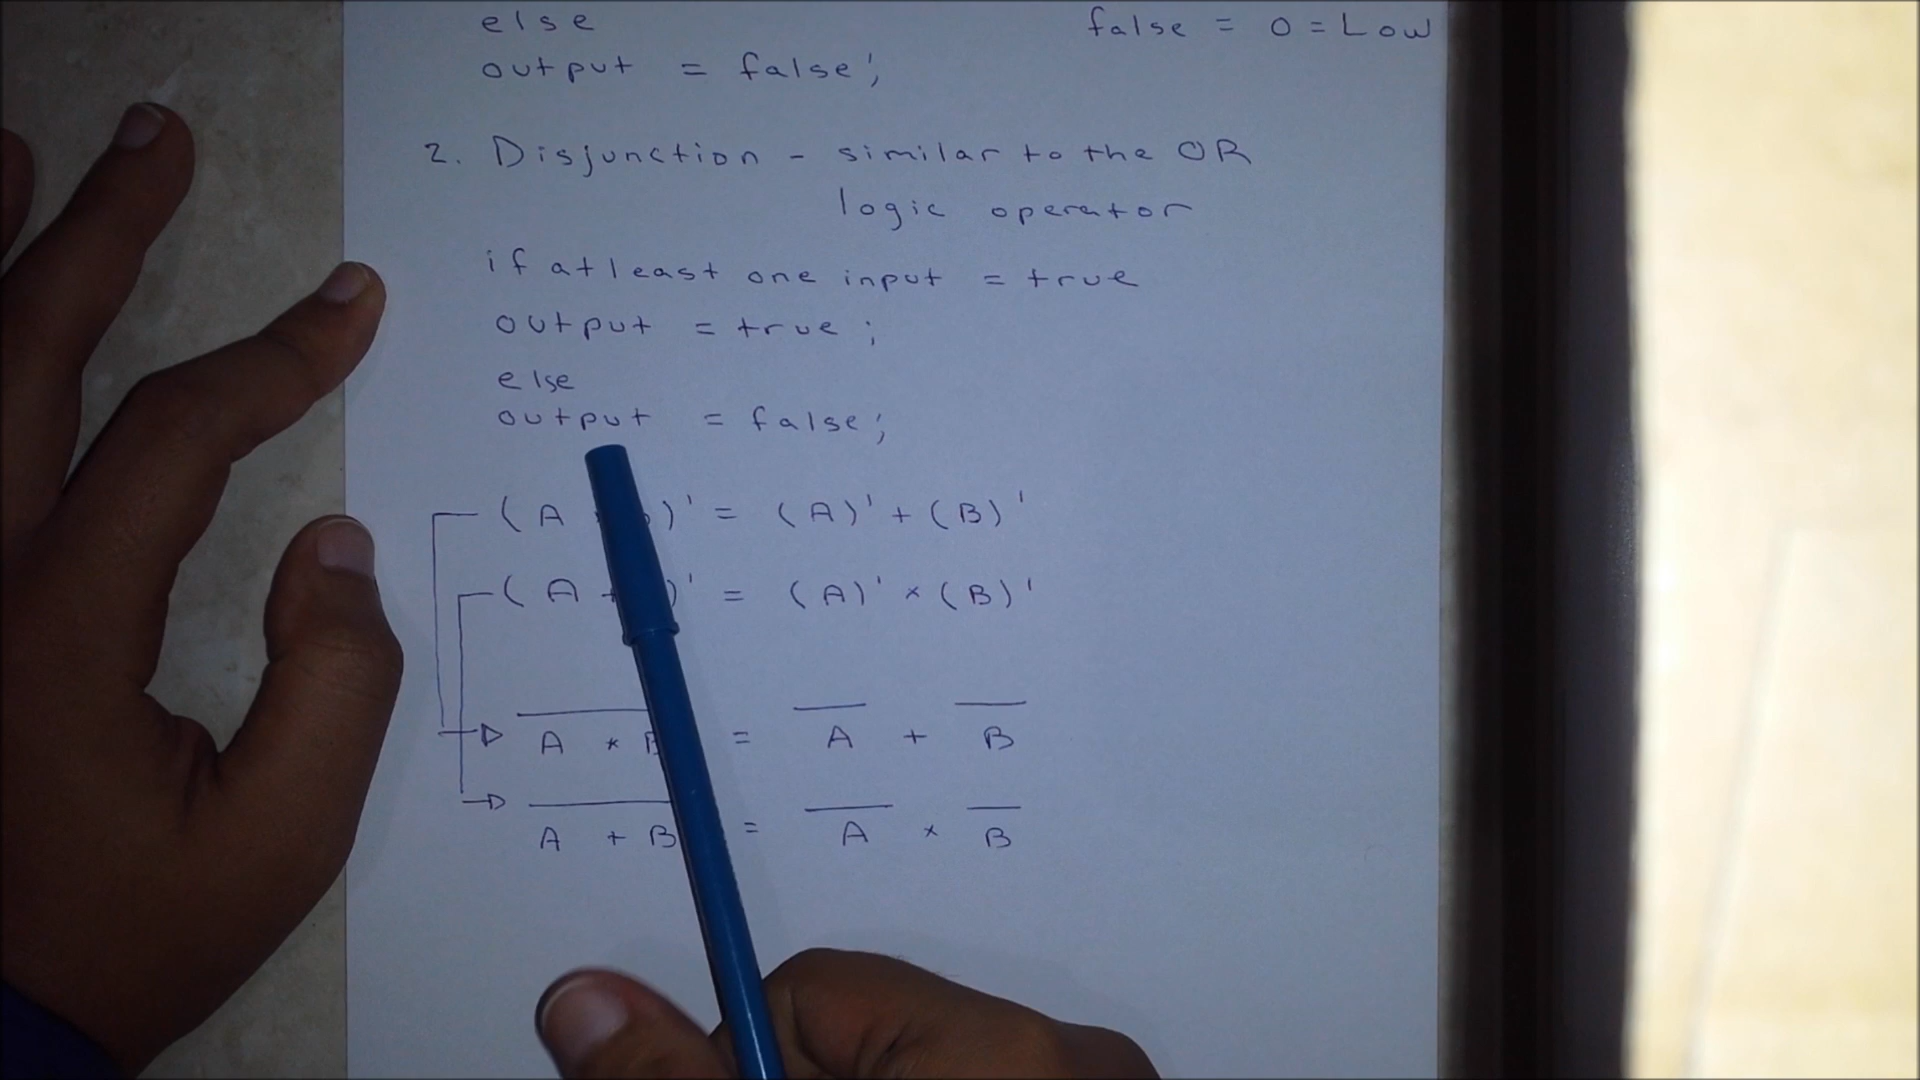 else
false = 0 = Low
output = false;
2. Disjunction - similar to the OR
logic operator
if atleast one input = true
output = true;
else
output = false;
(A )' = (A)' + (B)'
(A + )' = (A)' × (B)'
A * B = A̅ + B̅
A + B = A̅ × B̅